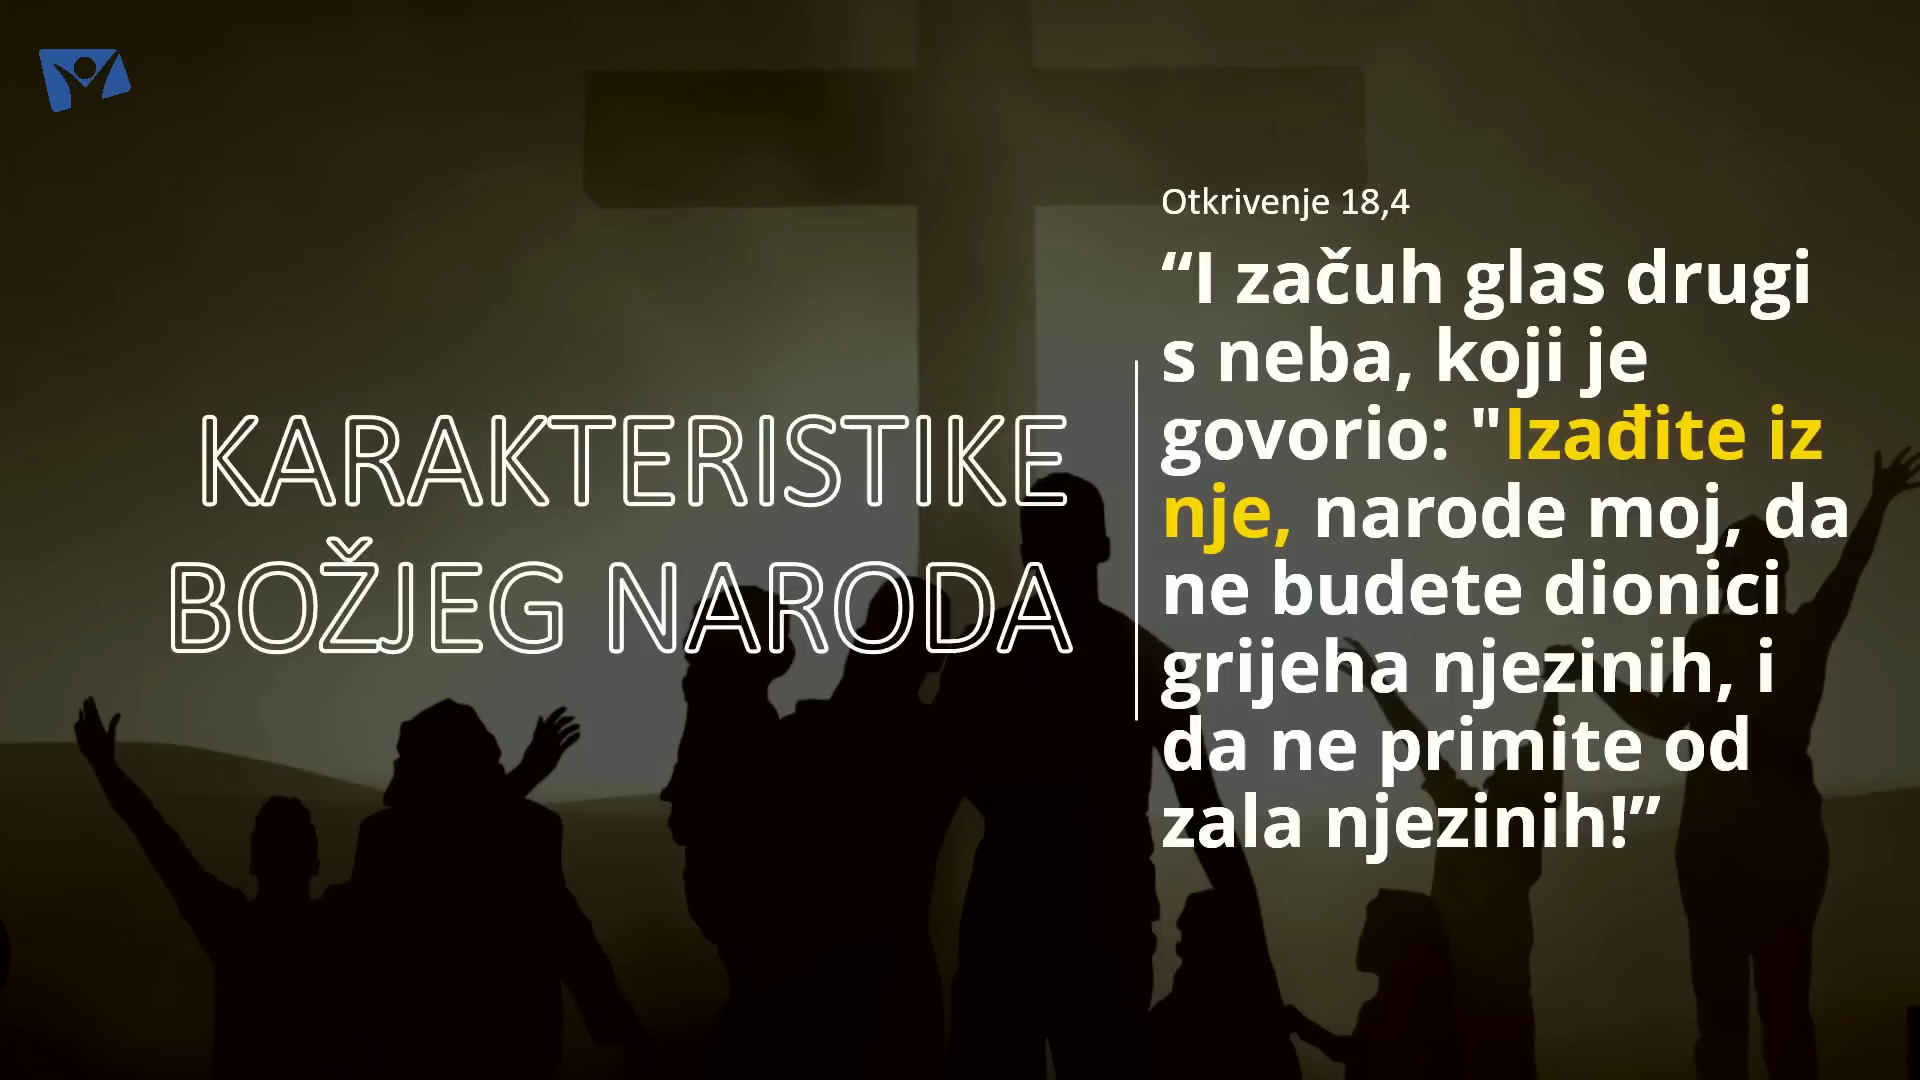 KARAKTERISTIKE
BOŽJEG NARODA
Otkrivenje 18,4
“I začuh glas drugi
s neba, koji je
govorio: "Izađite iz
nje, narode moj, da
ne budete dionici
grijeha njezinih, i
da ne primite od
zala njezinih!”